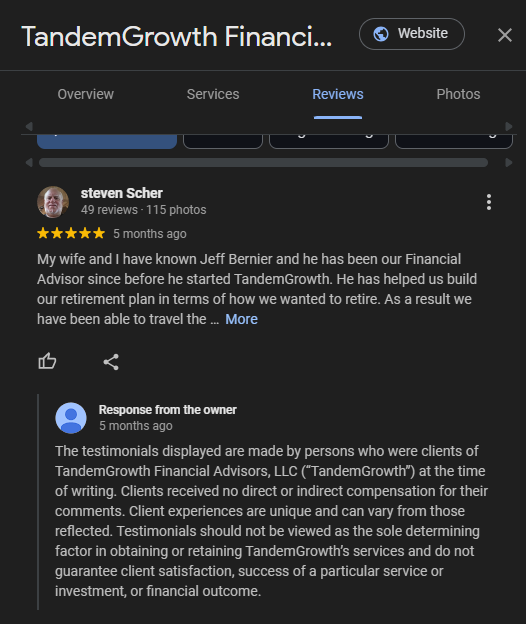 TandemGrowth Financi...
Website
Overview
Services
Reviews
Photos
steven Scher
49 reviews · 115 photos
5 months ago
My wife and I have known Jeff Bernier and he has been our Financial
Advisor since before he started TandemGrowth. He has helped us build
our retirement plan in terms of how we wanted to retire. As a result we
have been able to travel the … More
Response from the owner
5 months ago
The testimonials displayed are made by persons who were clients of
TandemGrowth Financial Advisors, LLC (“TandemGrowth”) at the time
of writing. Clients received no direct or indirect compensation for their
comments. Client experiences are unique and can vary from those
reflected. Testimonials should not be viewed as the sole determining
factor in obtaining or retaining TandemGrowth’s services and do not
guarantee client satisfaction, success of a particular service or
investment, or financial outcome.